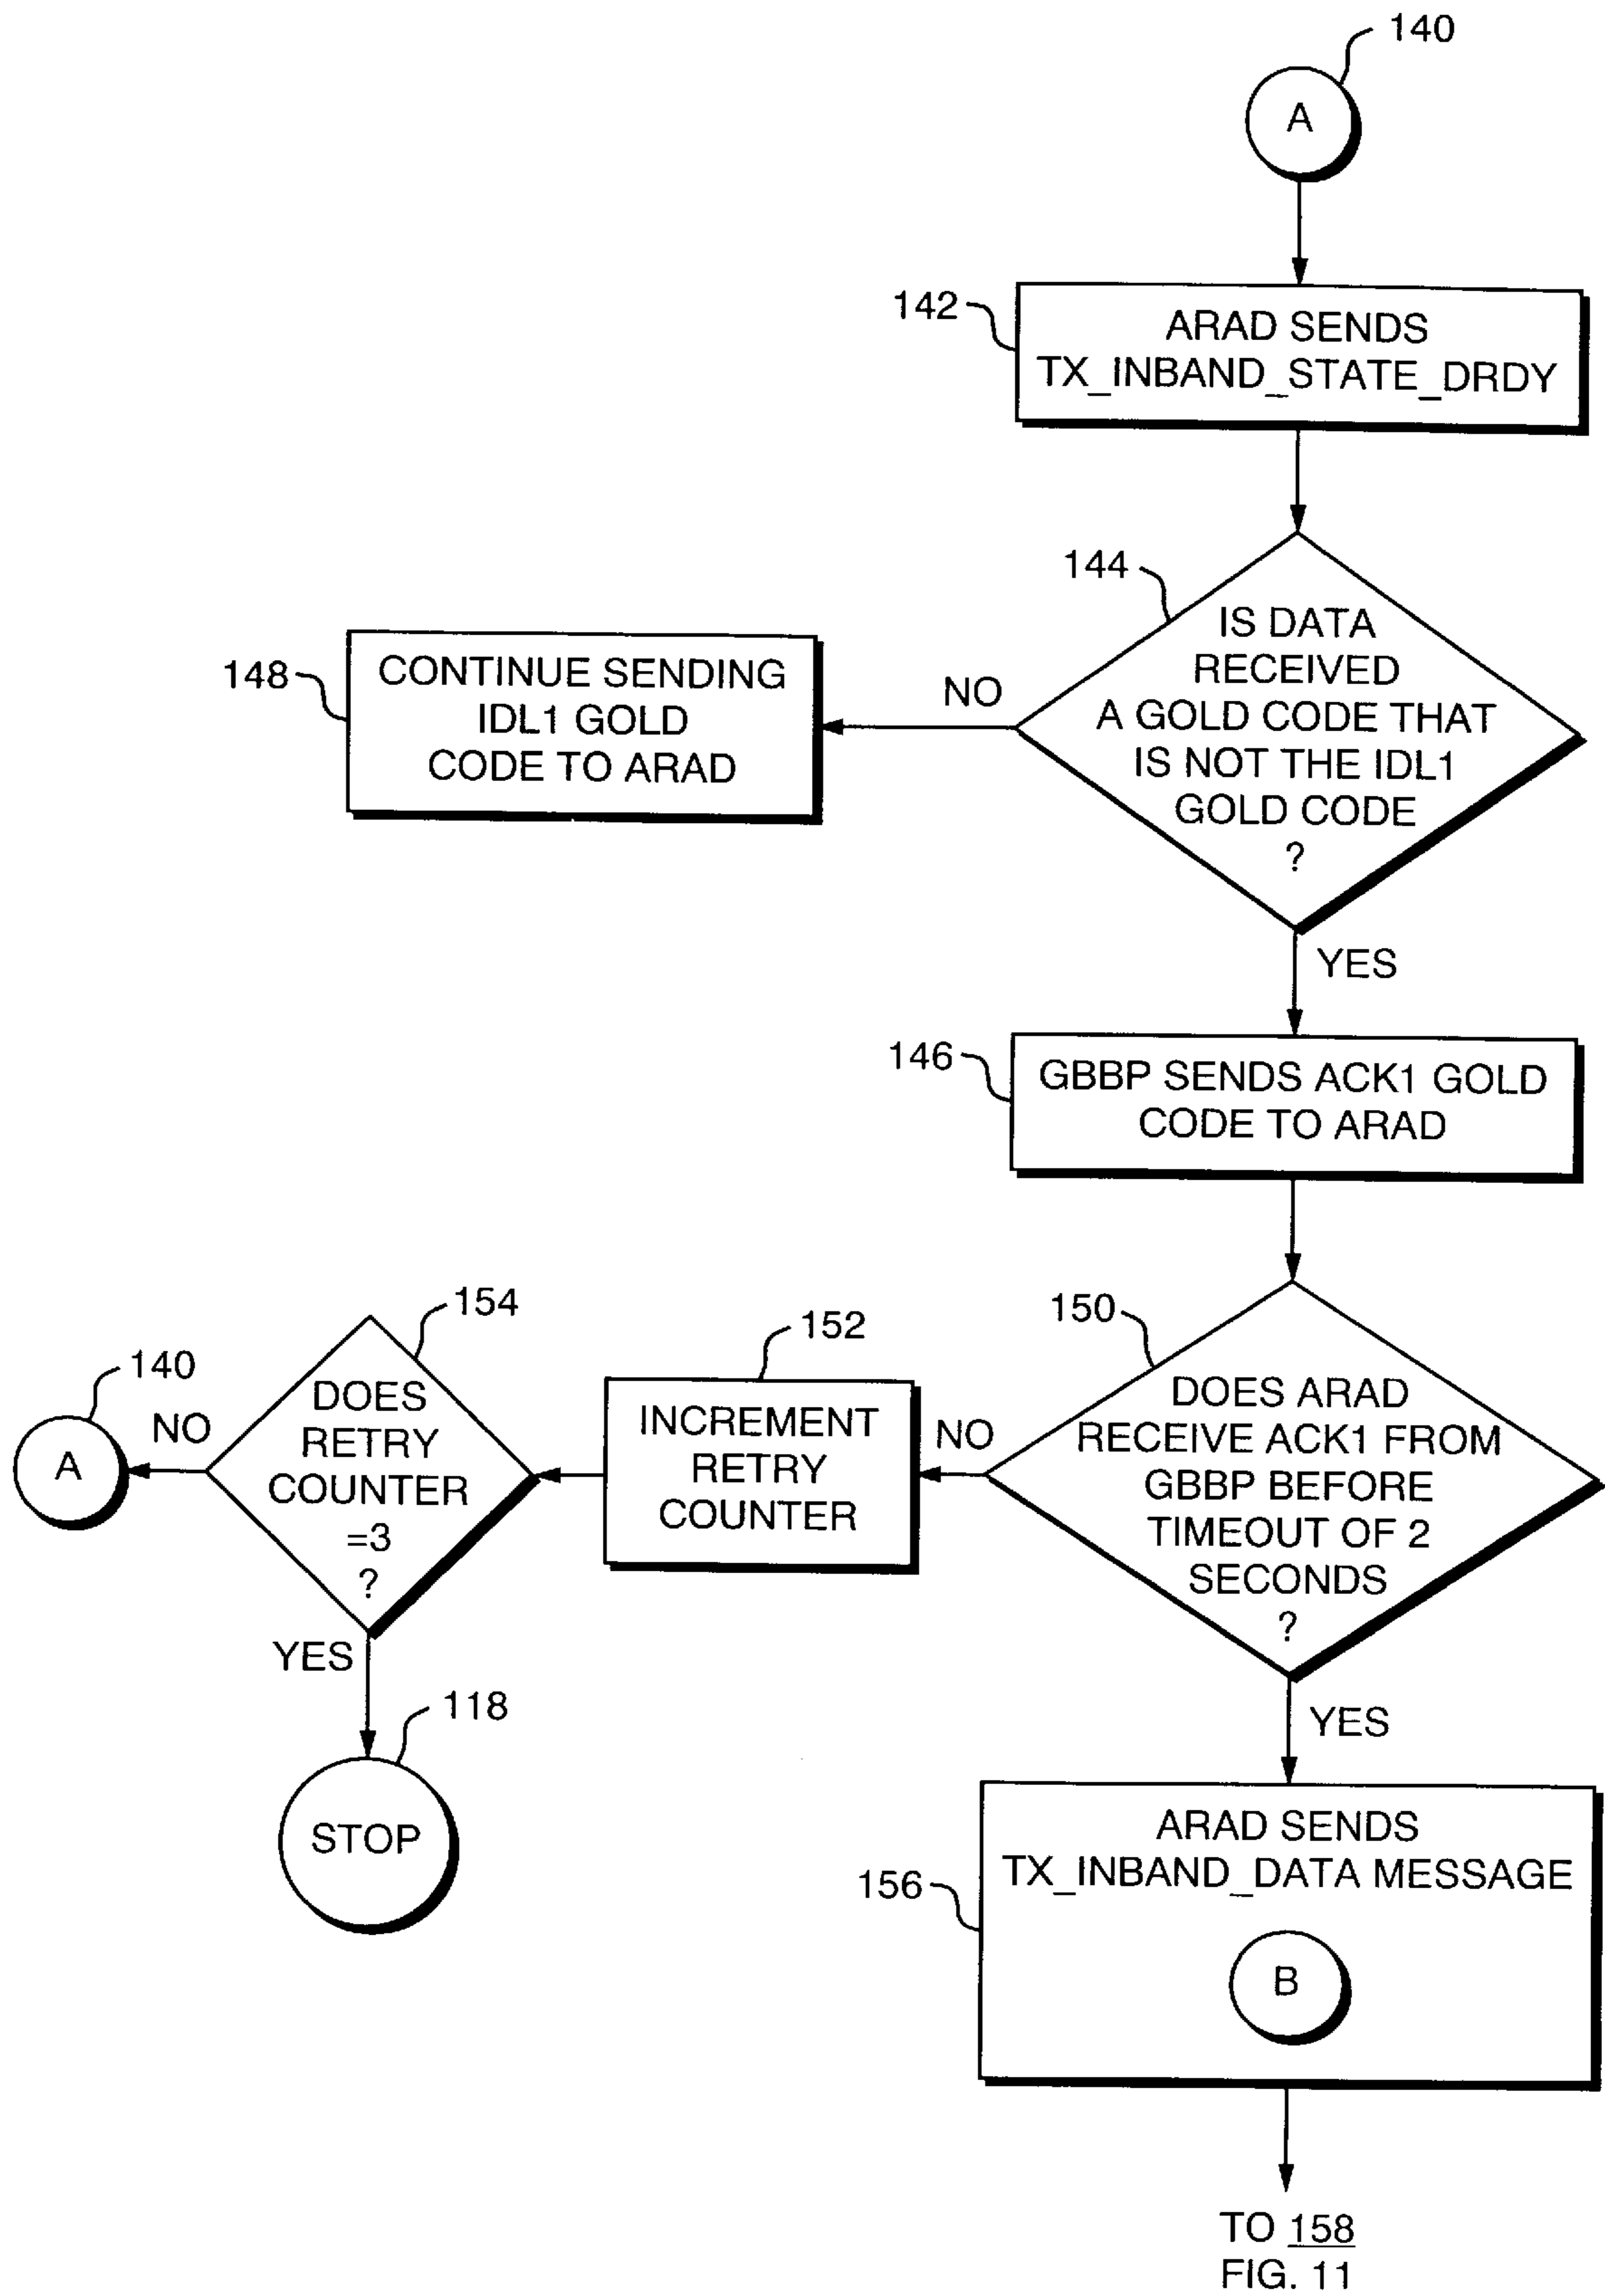 140
A
142
ARAD SENDS
TX_INBAND_STATE_DRDY
144
IS DATA
RECEIVED
A GOLD CODE THAT
IS NOT THE IDL1
GOLD CODE
?
NO
148
CONTINUE SENDING
IDL1 GOLD
CODE TO ARAD
YES
146
GBBP SENDS ACK1 GOLD
CODE TO ARAD
150
DOES ARAD
RECEIVE ACK1 FROM
GBBP BEFORE
TIMEOUT OF 2
SECONDS
?
NO
152
INCREMENT
RETRY
COUNTER
154
DOES
RETRY
COUNTER
=3
?
NO
140
A
YES
118
STOP
YES
156
ARAD SENDS
TX_INBAND_DATA MESSAGE
B
TO 158
FIG. 11